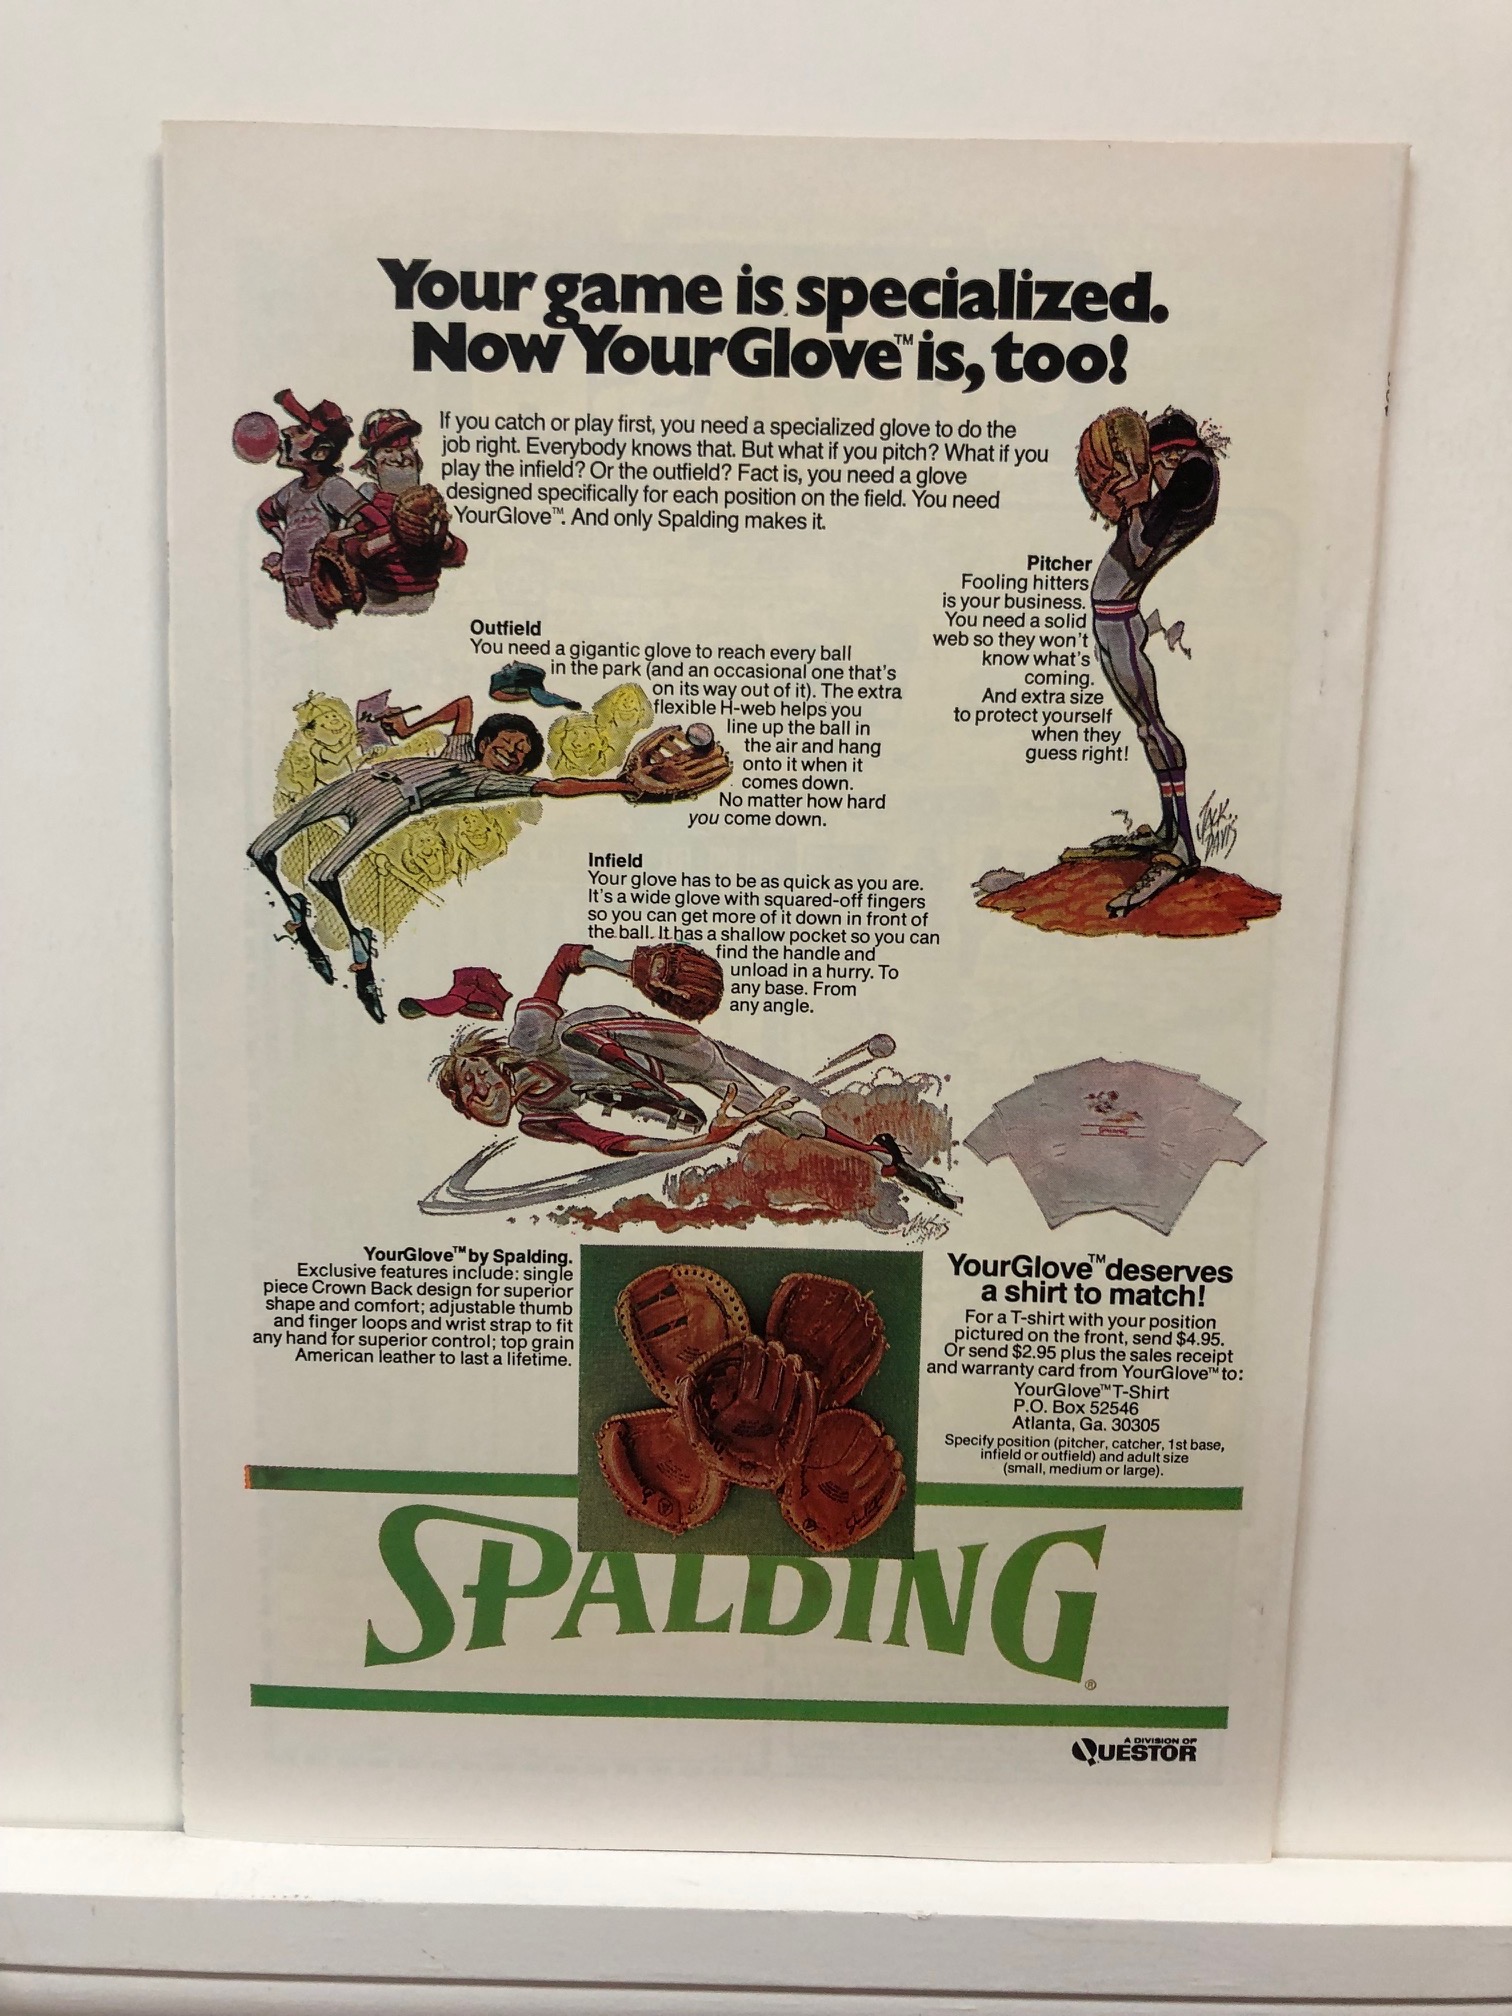 Your game is specialized.
Now YourGlove™ is, too!
If you catch or play first, you need a specialized glove to do the
job right. Everybody knows that. But what if you pitch? What if you
play the infield? Or the outfield? Fact is, you need a glove
designed specifically for each position on the field. You need
YourGlove™. And only Spalding makes it.
Pitcher
Fooling hitters
is your business.
You need a solid
web so they won't
know what's
coming.
And extra size
to protect yourself
when they
guess right!
JACK DAVIS
Outfield
You need a gigantic glove to reach every ball
in the park (and an occasional one that's
on its way out of it). The extra
flexible H-web helps you
line up the ball in
the air and hang
onto it when it
comes down.
No matter how hard
you come down.
Infield
Your glove has to be as quick as you are.
It's a wide glove with squared-off fingers
so you can get more of it down in front of
the ball. It has a shallow pocket so you can
find the handle and
unload in a hurry. To
any base. From
any angle.
JACK DAVIS
SPALDING
YourGlove™ by Spalding.
Exclusive features include: single
piece Crown Back design for superior
shape and comfort; adjustable thumb
and finger loops and wrist strap to fit
any hand for superior control; top grain
American leather to last a lifetime.
YourGlove™ deserves
a shirt to match!
For a T-shirt with your position
pictured on the front, send $4.95.
Or send $2.95 plus the sales receipt
and warranty card from YourGlove™ to:
YourGlove™ T-Shirt
P.O. Box 52546
Atlanta, Ga. 30305
Specify position (pitcher, catcher, 1st base,
infield or outfield) and adult size
(small, medium or large).
SPALDING®
A DIVISION OF
QUESTOR